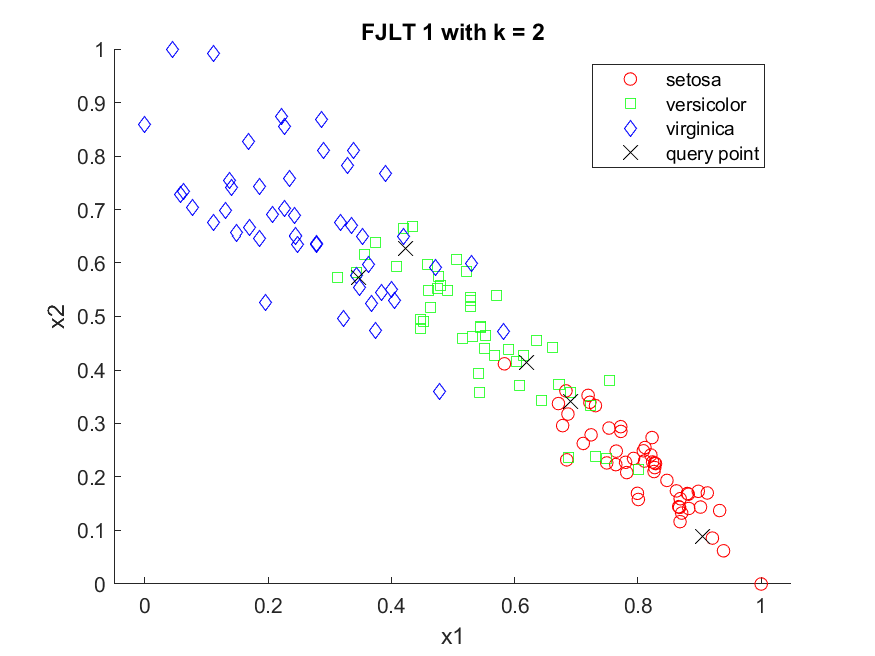 FJLT 1 with k = 2
setosa
versicolor
virginica
query point
1
0.9
0.8
0.7
0.6
0.5
0.4
0.3
0.2
0.1
0
x2
0 0.2 0.4 0.6 0.8 1
x1